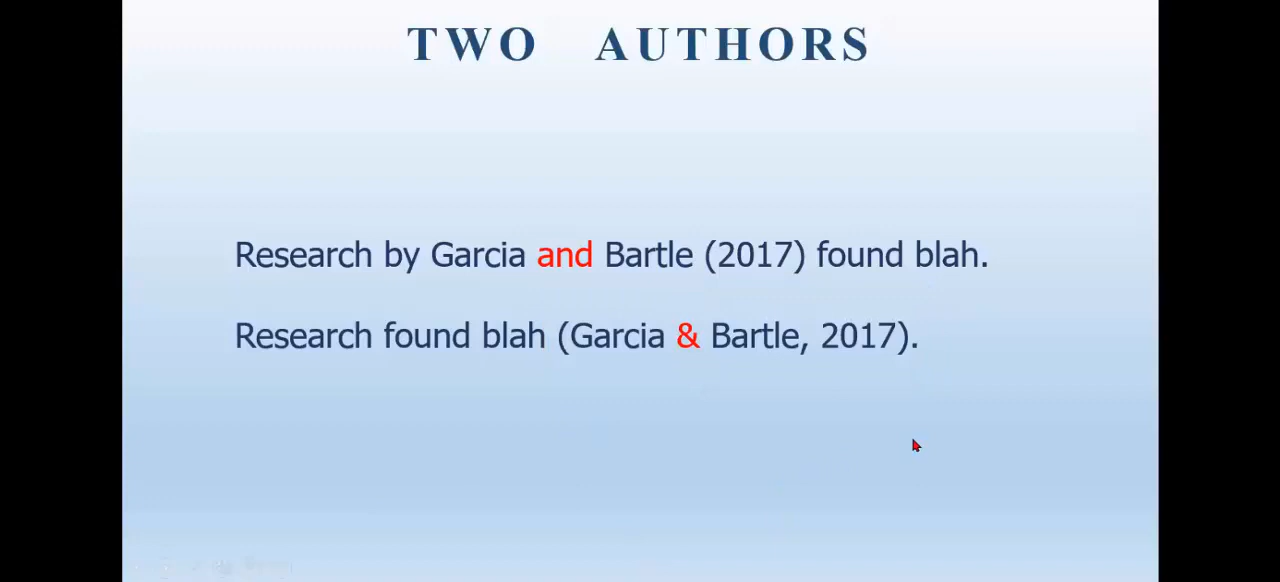 TWO AUTHORS
Research by Garcia and Bartle (2017) found blah.
Research found blah (Garcia & Bartle, 2017).